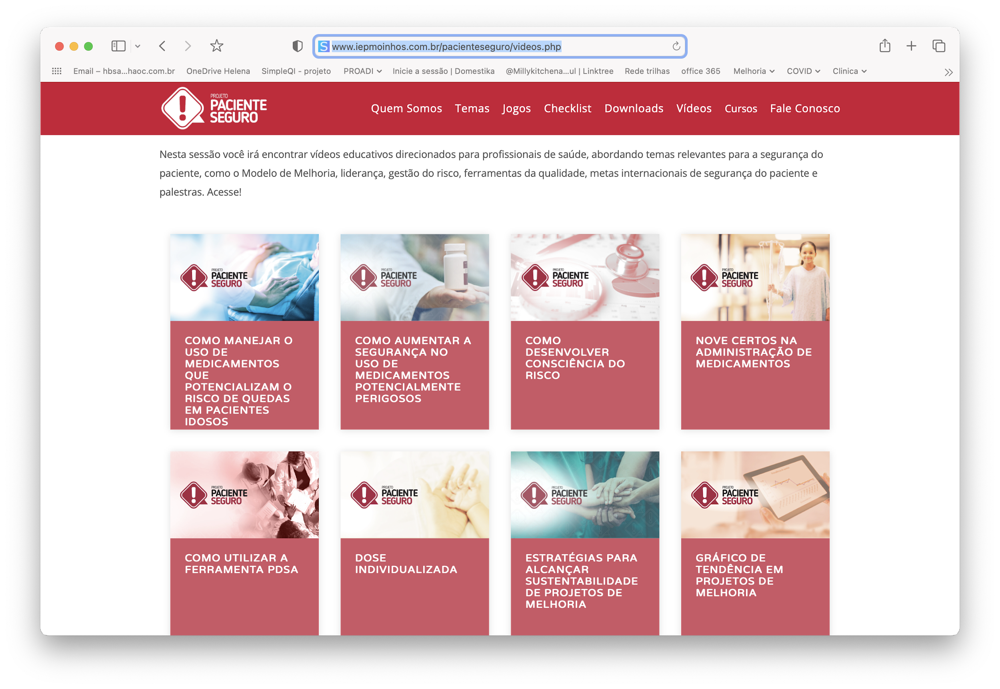 www.iepmoinhos.com.br/pacienteseguro/videos.php
Email – hbsa...haoc.com.br OneDrive Helena SimpleQI - projeto PROADI Inicie a sessão | Domestika @Millykitchena...ul | Linktree Rede trilhas office 365 Melhoria COVID Clinica
PROJETO
PACIENTE
SEGURO
Quem Somos Temas Jogos Checklist Downloads Vídeos Cursos Fale Conosco
Nesta sessão você irá encontrar vídeos educativos direcionados para profissionais de saúde, abordando temas relevantes para a segurança do
paciente, como o Modelo de Melhoria, liderança, gestão do risco, ferramentas da qualidade, metas internacionais de segurança do paciente e
palestras. Acesse!
PROJETO
PACIENTE
SEGURO
COMO MANEJAR O
USO DE
MEDICAMENTOS
QUE
POTENCIALIZAM O
RISCO DE QUEDAS
EM PACIENTES
IDOSOS
PROJETO
PACIENTE
SEGURO
COMO AUMENTAR A
SEGURANÇA NO
USO DE
MEDICAMENTOS
POTENCIALMENTE
PERIGOSOS
PROJETO
PACIENTE
SEGURO
COMO
DESENVOLVER
CONSCIÊNCIA DO
RISCO
PROJETO
PACIENTE
SEGURO
NOVE CERTOS NA
ADMINISTRAÇÃO DE
MEDICAMENTOS
PROJETO
PACIENTE
SEGURO
COMO UTILIZAR A
FERRAMENTA PDSA
PROJETO
PACIENTE
SEGURO
DOSE
INDIVIDUALIZADA
PROJETO
PACIENTE
SEGURO
ESTRATÉGIAS PARA
ALCANÇAR
SUSTENTABILIDADE
DE PROJETOS DE
MELHORIA
PROJETO
PACIENTE
SEGURO
GRÁFICO DE
TENDÊNCIA EM
PROJETOS DE
MELHORIA